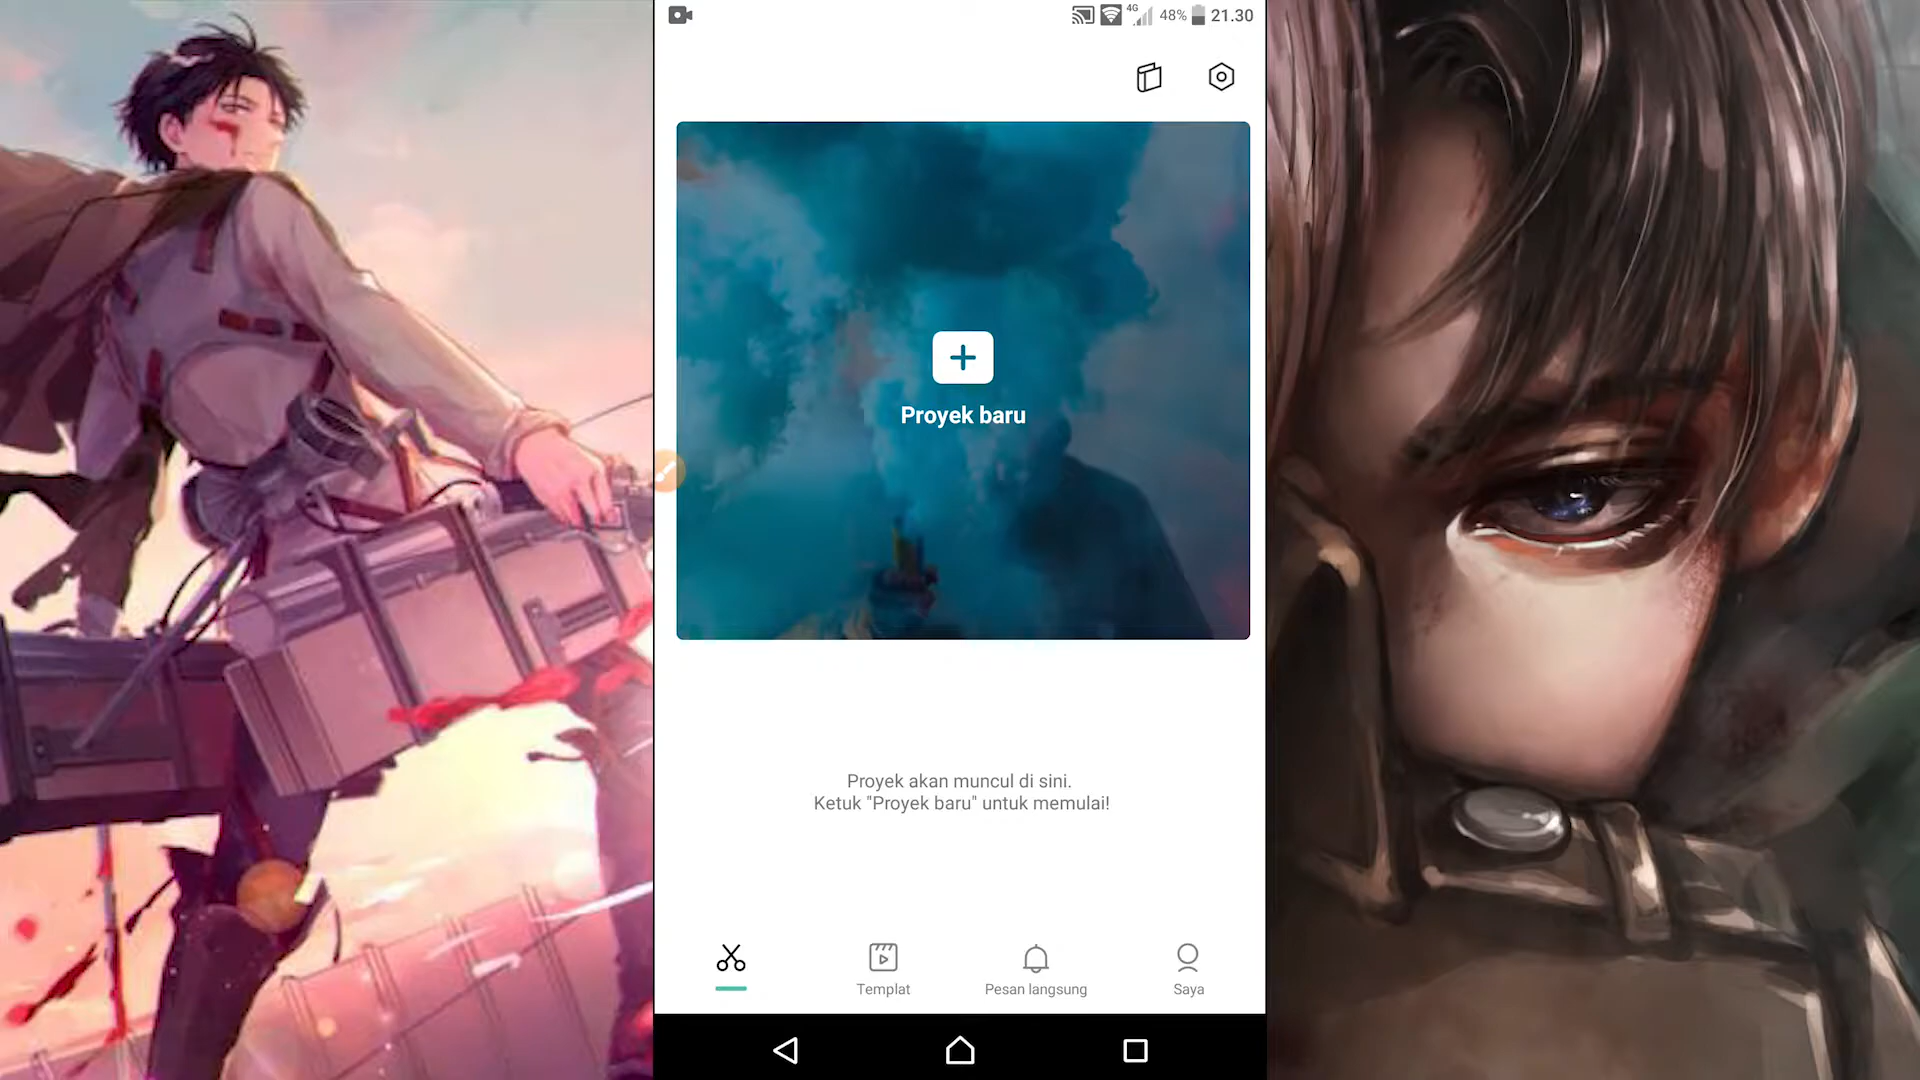 4G 48% 21.30
Proyek baru
Proyek akan muncul di sini.
Ketuk "Proyek baru" untuk memulai!
Templat
Pesan langsung
Saya